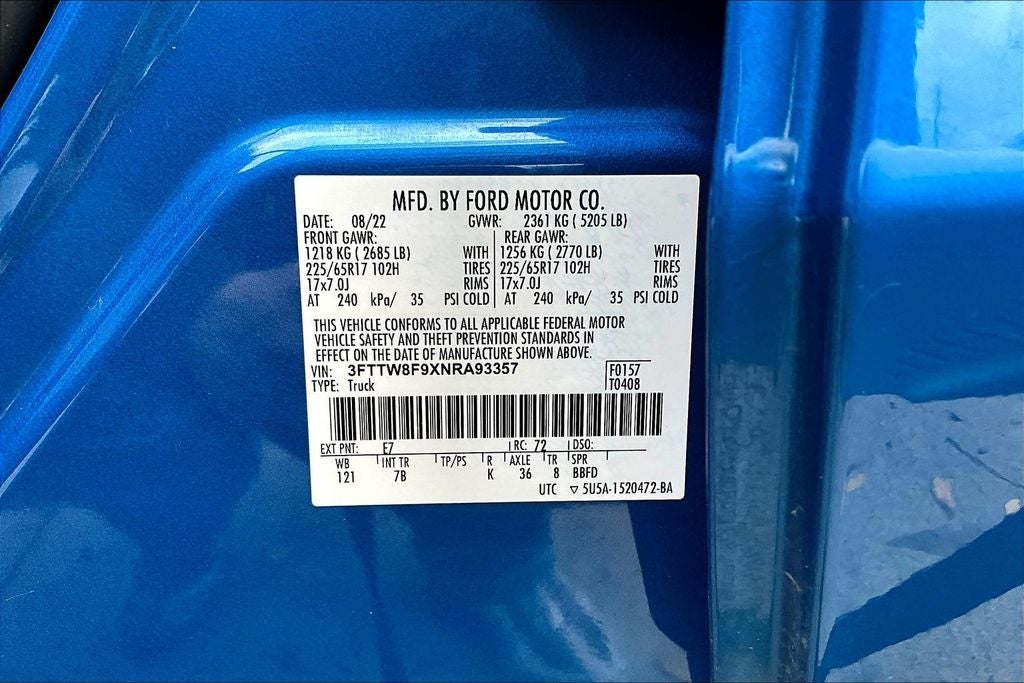 MFD. BY FORD MOTOR CO.
DATE: 08/22 GVWR: 2361 KG ( 5205 LB)
FRONT GAWR: REAR GAWR:
1218 KG ( 2685 LB) WITH 1256 KG ( 2770 LB) WITH
225/65R17 102H TIRES 225/65R17 102H TIRES
17x7.0J RIMS 17x7.0J RIMS
AT 240 kPa/ 35 PSI COLD AT 240 kPa/ 35 PSI COLD
THIS VEHICLE CONFORMS TO ALL APPLICABLE FEDERAL MOTOR
VEHICLE SAFETY AND THEFT PREVENTION STANDARDS IN
EFFECT ON THE DATE OF MANUFACTURE SHOWN ABOVE.
VIN: 3FTTW8F9XNRA93357 F0157
TYPE: Truck T0408
EXT PNT: E7 RC: 72 DSO:
WB INT TR TP/PS R AXLE TR SPR
121 7B K 36 8 BBFD
UTC ▽ 5U5A-1520472-BA